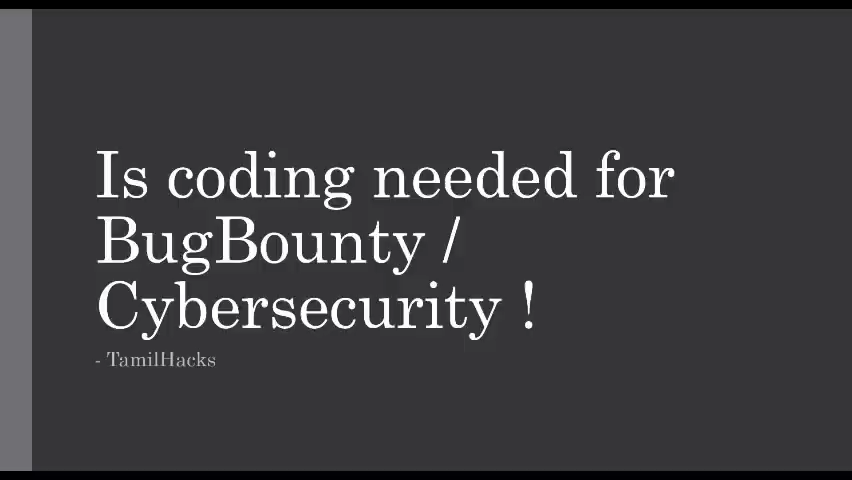 Is coding needed for
BugBounty /
Cybersecurity !
- TamilHacks